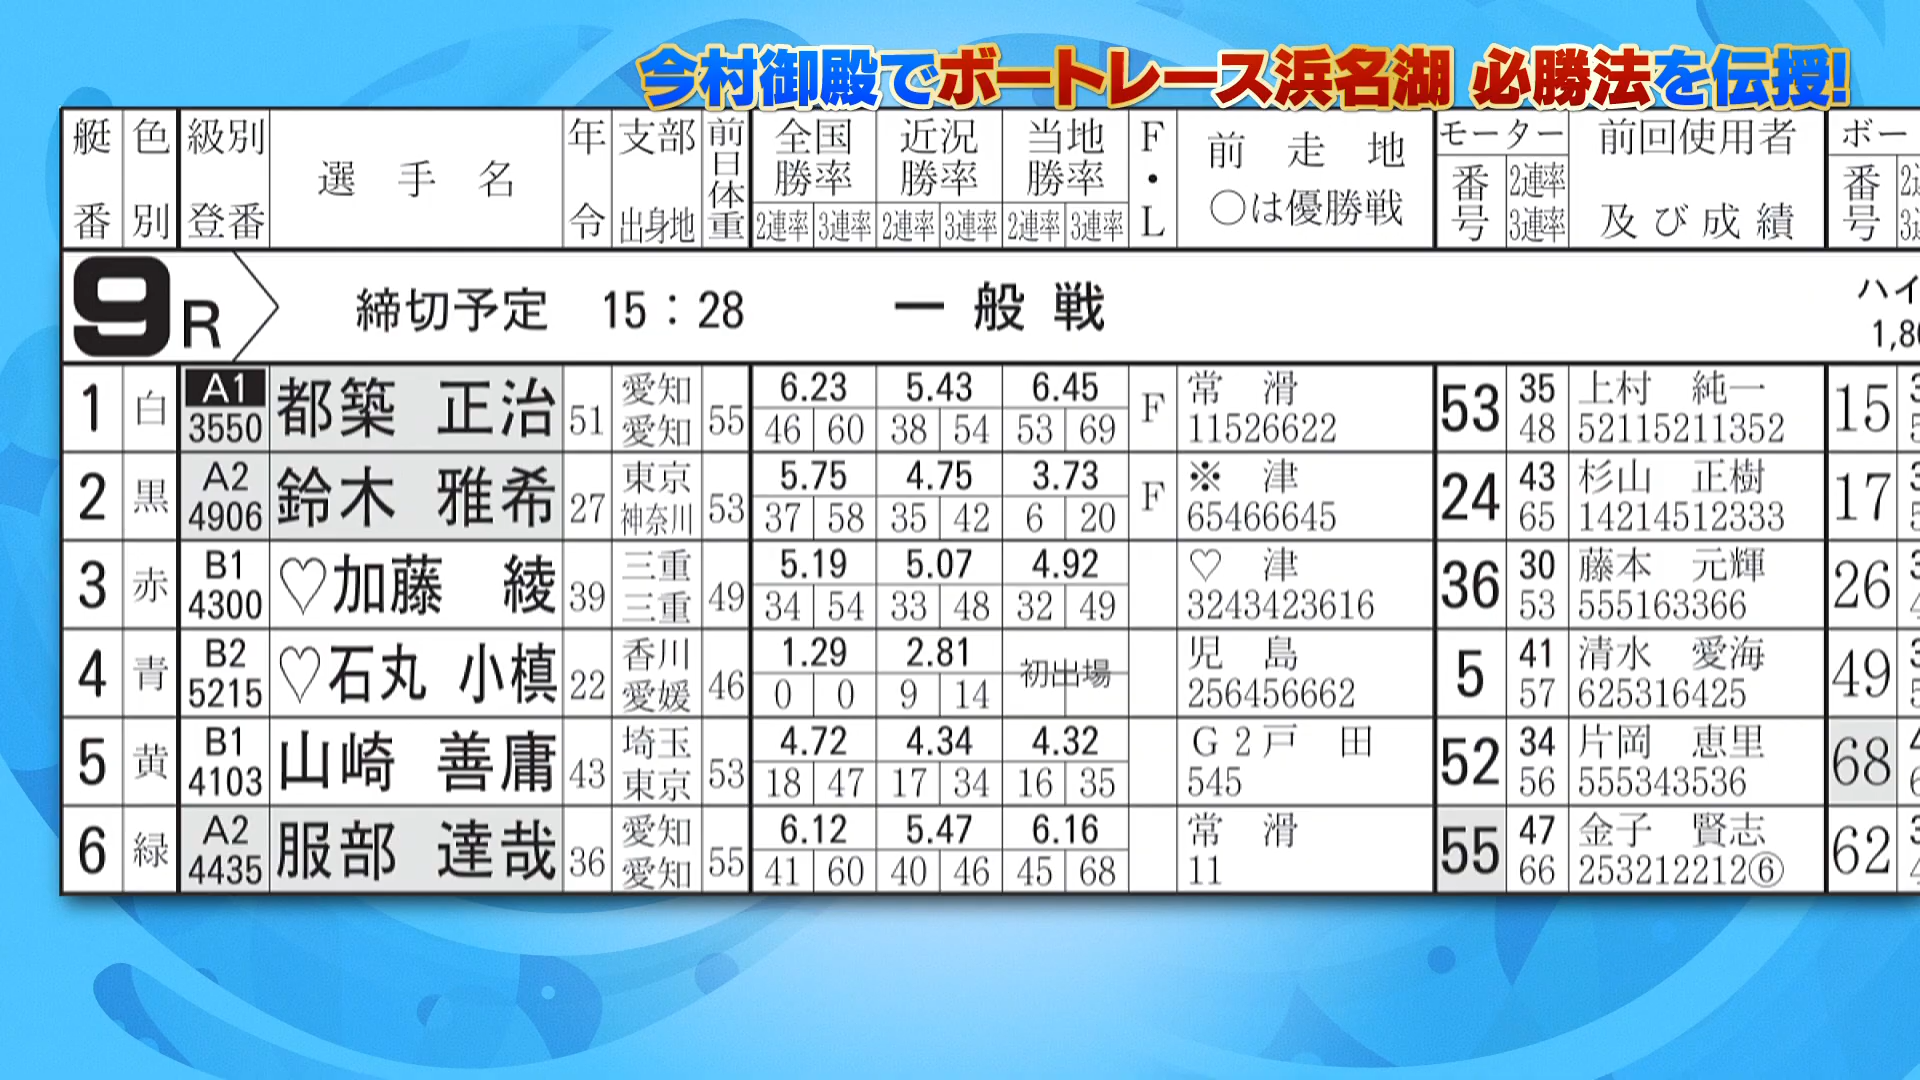 今村御殿でボートレース浜名湖 必勝法を伝授!
艇番 色別 級別登番 選手名 年令 支部出身地 前日体重 全国勝率 2連率 3連率 近況勝率 2連率 3連率 当地勝率 2連率 3連率 F・L 前走地 ○は優勝戦 モーター 番号 2連率 3連率 前回使用者及び成績 ボー 番号
9R 締切予定 15:28 一般戦 ハイ
1,80
1 白 A1 都築 正治 51 愛知 55 6.23 5.43 6.45 F 常滑 53 35 上村 純一 15
3550 愛知 46 60 38 54 53 69 11526622 48 52115211352
2 黒 A2 鈴木 雅希 27 東京 53 5.75 4.75 3.73 F ※ 津 24 43 杉山 正樹 17
4906 神奈川 37 58 35 42 6 20 65466645 65 14214512333
3 赤 B1 ♡加藤 綾 39 三重 49 5.19 5.07 4.92 ♡ 津 36 30 藤本 元輝 26
4300 三重 34 54 33 48 32 49 3243423616 53 555163366
4 青 B2 ♡石丸 小槙 22 香川 46 1.29 2.81 初出場 児島 5 41 清水 愛海 49
5215 愛媛 0 0 9 14 256456662 57 625316425
5 黄 B1 山崎 善庸 43 埼玉 53 4.72 4.34 4.32 G2戸田 52 34 片岡 恵里 68
4103 東京 18 47 17 34 16 35 545 56 555343536
6 緑 A2 服部 達哉 36 愛知 55 6.12 5.47 6.16 常滑 55 47 金子 賢志 62
4435 愛知 41 60 40 46 45 68 11 66 253212212⑥